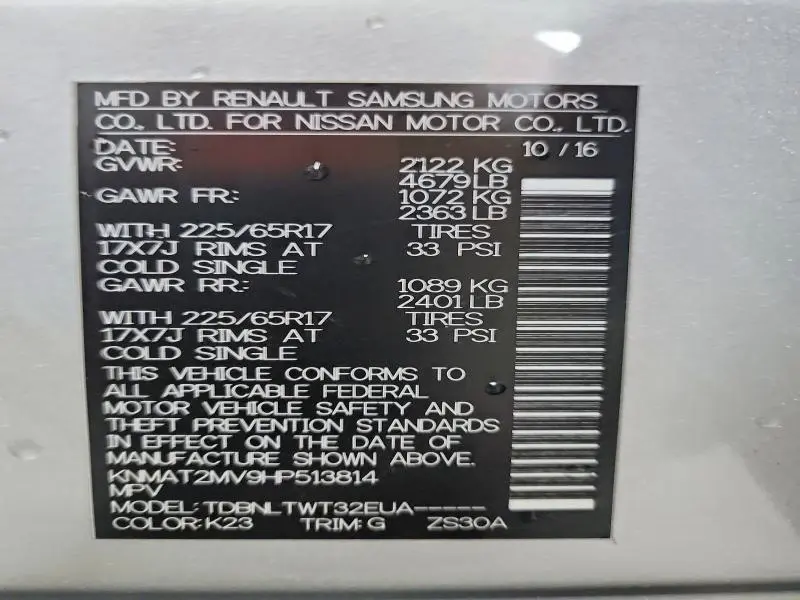 MFD BY RENAULT SAMSUNG MOTORS
CO., LTD. FOR NISSAN MOTOR CO., LTD.
DATE: 10 / 16
GVWR: 2122 KG
4679 LB
GAWR FR.: 1072 KG
2363 LB
WITH 225/65R17 TIRES
17X7J RIMS AT 33 PSI
COLD SINGLE
GAWR RR.: 1089 KG
2401 LB
WITH 225/65R17 TIRES
17X7J RIMS AT 33 PSI
COLD SINGLE
THIS VEHICLE CONFORMS TO
ALL APPLICABLE FEDERAL
MOTOR VEHICLE SAFETY AND
THEFT PREVENTION STANDARDS
IN EFFECT ON THE DATE OF
MANUFACTURE SHOWN ABOVE.
KNMAT2MV9HP513814
MPV
MODEL: TDBNLTWT32EUA-----
COLOR: K23 TRIM: G ZS30A